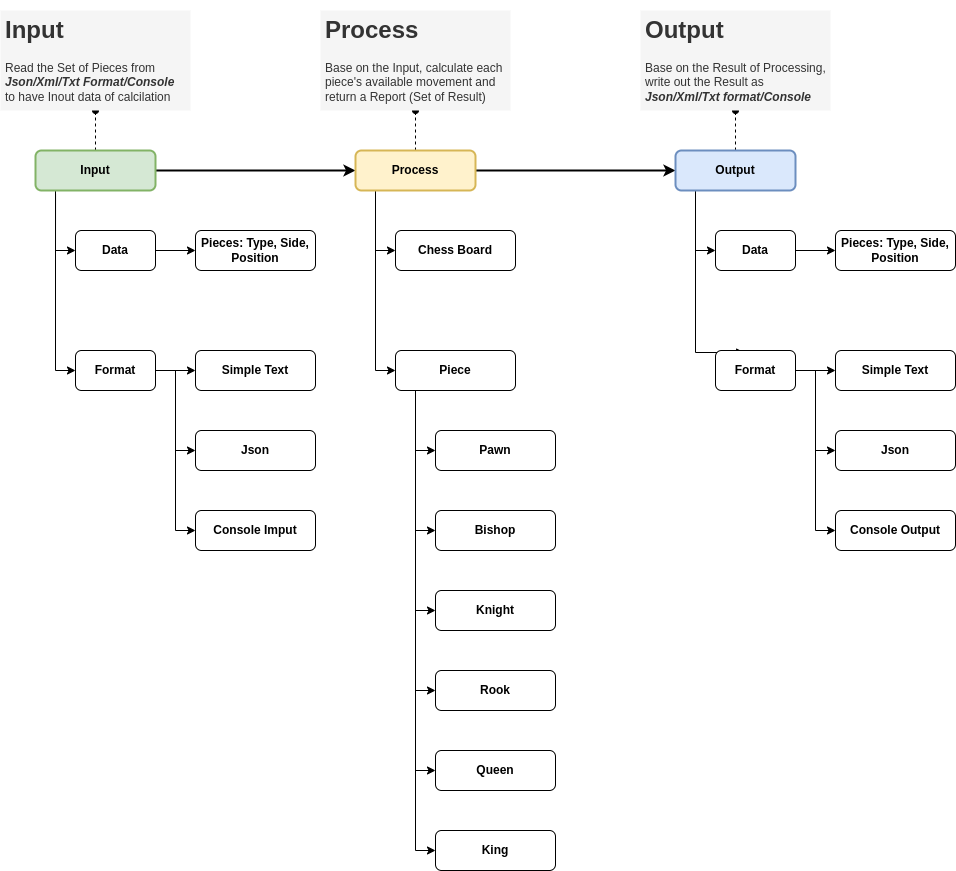 Input
Read the Set of Pieces from
Json/Xml/Txt Format/Console
to have Inout data of calcilation
Process
Base on the Input, calculate each
piece's available movement and
return a Report (Set of Result)
Output
Base on the Result of Processing,
write out the Result as
Json/Xml/Txt format/Console
Input
Process
Output
Data
Pieces: Type, Side,
Position
Chess Board
Data
Pieces: Type, Side,
Position
Format
Simple Text
Piece
Format
Simple Text
Json
Pawn
Json
Console Imput
Bishop
Console Output
Knight
Rook
Queen
King